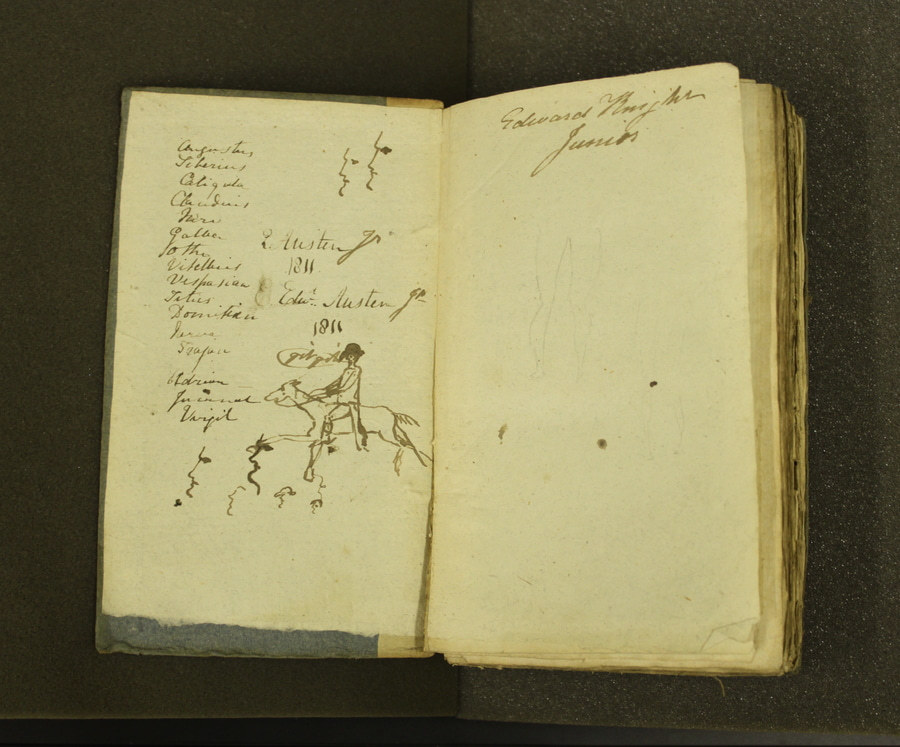 Augustus
Tiberius
Caligula
Claudius
Nero
Galba
Otho
Vitellius
Vespasian
Titus
Domitian
Nerva
Trajan
Adrian
Juvenal
Virgil
E Austen Jr
1811
Edwd. Austen Jr
1811
Edward Knight
Junior